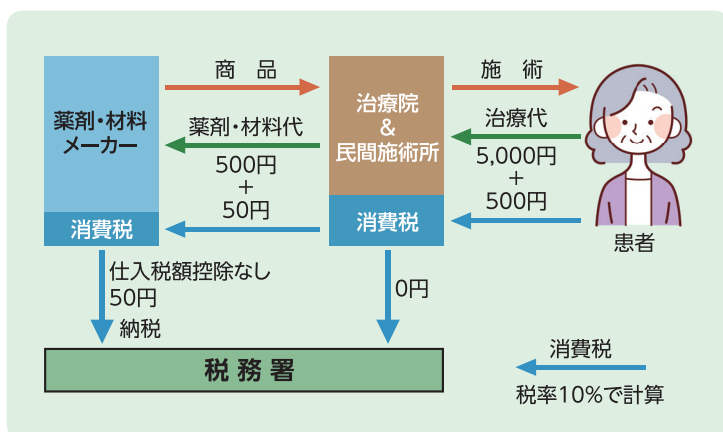 商　品
施　術
薬剤・材料
メーカー
薬剤・材料代
500円
＋
50円
治療院
&
民間施術所
治療代
5,000円
＋
500円
消費税
消費税
患者
仕入税額控除なし
50円
納税
0円
税務署
消費税
税率10%で計算